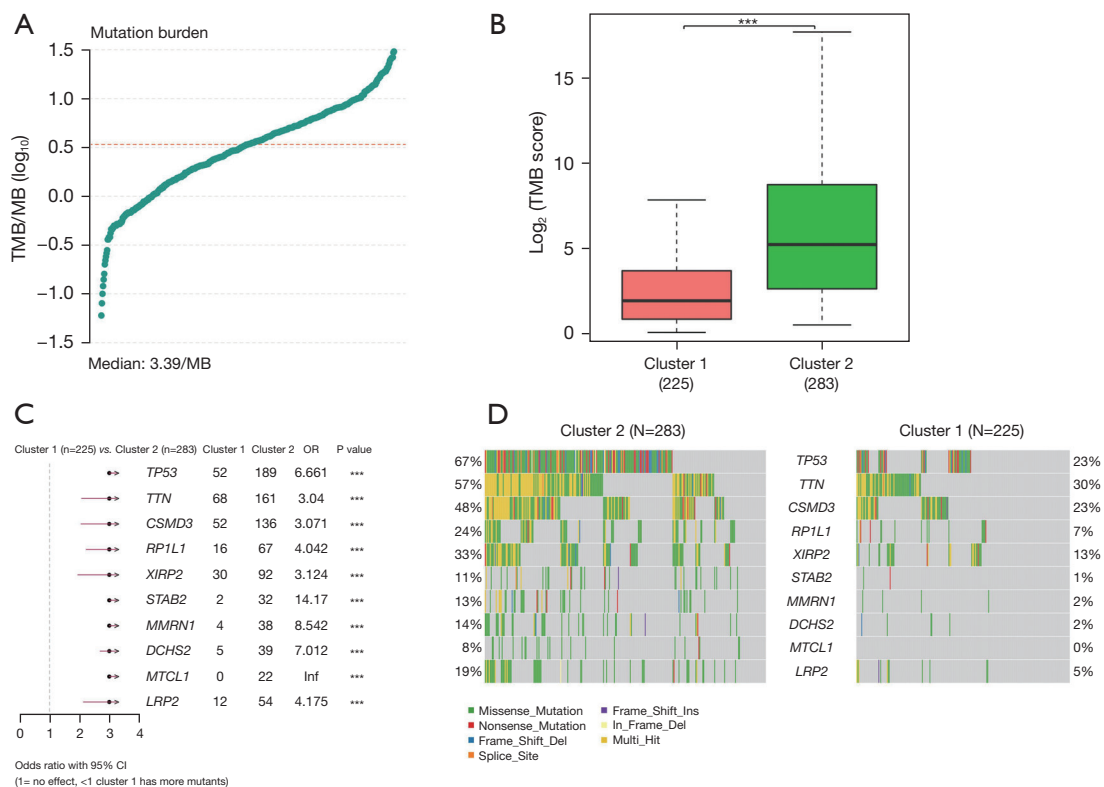 A
Mutation burden
TMB/MB (log10)
1.5
1.0
0.5
0.0
−0.5
−1.0
−1.5
Median: 3.39/MB
B
***
Log2 (TMB score)
15
10
5
0
Cluster 1
(225)
Cluster 2
(283)
C
Cluster 1 (n=225) vs. Cluster 2 (n=283) Cluster 1 Cluster 2 OR P value
TP53 52 189 6.661 ***
TTN 68 161 3.04 ***
CSMD3 52 136 3.071 ***
RP1L1 16 67 4.042 ***
XIRP2 30 92 3.124 ***
STAB2 2 32 14.17 ***
MMRN1 4 38 8.542 ***
DCHS2 5 39 7.012 ***
MTCL1 0 22 Inf ***
LRP2 12 54 4.175 ***
0 1 2 3 4
Odds ratio with 95% CI
(1= no effect, <1 cluster 1 has more mutants)
D
Cluster 2 (N=283) Cluster 1 (N=225)
67% TP53 23%
57% TTN 30%
48% CSMD3 23%
24% RP1L1 7%
33% XIRP2 13%
11% STAB2 1%
13% MMRN1 2%
14% DCHS2 2%
8% MTCL1 0%
19% LRP2 5%
Missense_Mutation Frame_Shift_Ins
Nonsense_Mutation In_Frame_Del
Frame_Shift_Del Multi_Hit
Splice_Site